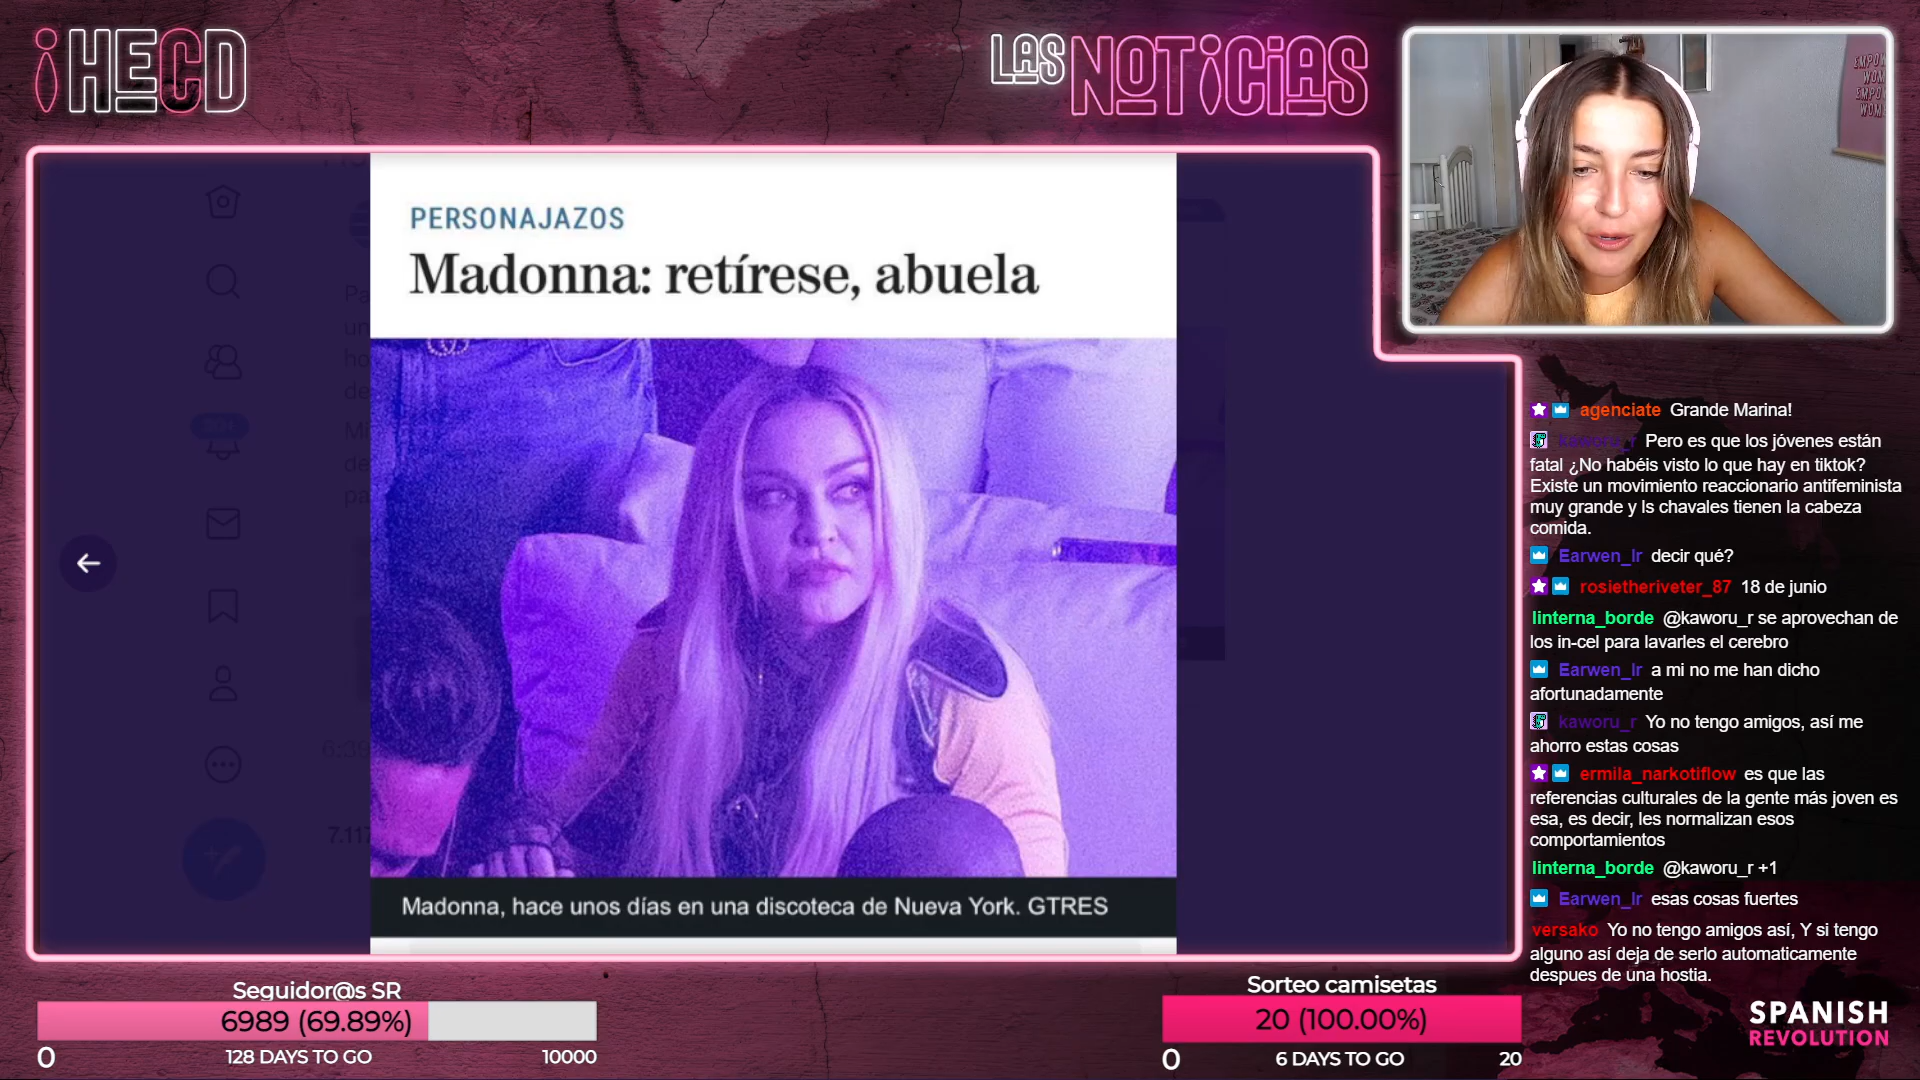 ¡HECD
LAS NOTICIAS
EMPO
WOM
EMPO
WOM
PERSONAJAZOS
Madonna: retírese, abuela
Madonna, hace unos días en una discoteca de Nueva York. GTRES
agenciate Grande Marina!
kaworu_r Pero es que los jóvenes están
fatal ¿No habéis visto lo que hay en tiktok?
Existe un movimiento reaccionario antifeminista
muy grande y ls chavales tienen la cabeza
comida.
Earwen_lr decir qué?
rosietheriveter_87 18 de junio
linterna_borde @kaworu_r se aprovechan de
los in-cel para lavarles el cerebro
Earwen_lr a mi no me han dicho
afortunadamente
kaworu_r Yo no tengo amigos, así me
ahorro estas cosas
ermila_narkotiflow es que las
referencias culturales de la gente más joven es
esa, es decir, les normalizan esos
comportamientos
linterna_borde @kaworu_r +1
Earwen_lr esas cosas fuertes
versako Yo no tengo amigos así, Y si tengo
alguno así deja de serlo automaticamente
despues de una hostia.
Seguidor@s SR
6989 (69.89%)
0 128 DAYS TO GO 10000
Sorteo camisetas
20 (100.00%)
0 6 DAYS TO GO 20
SPANISH
REVOLUTION